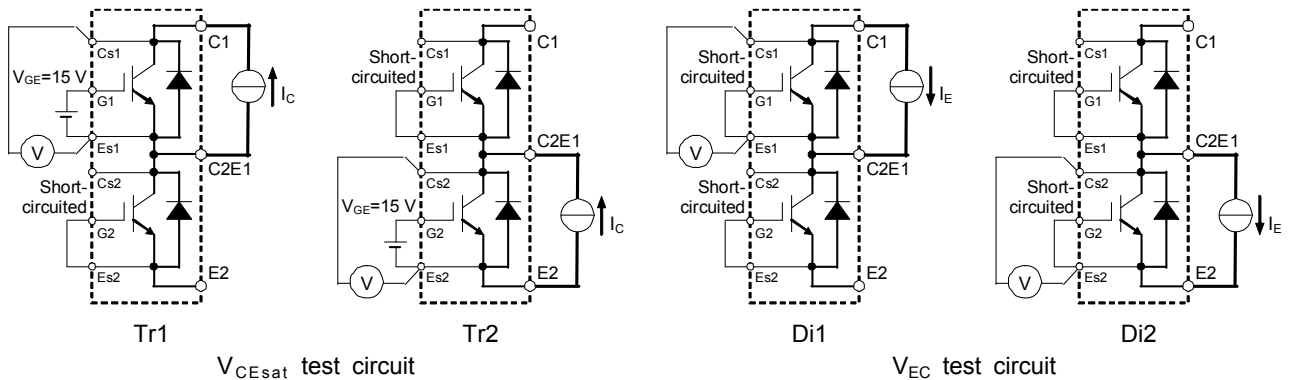 C1
Cs1
VGE=15 V
G1
IC
Es1
V
C2E1
Cs2
Short-
circuited
G2
Es2
E2
Tr1
C1
Short-
circuited
Cs1
G1
Es1
C2E1
Cs2
VGE=15 V
G2
IC
Es2
V
E2
Tr2
VCEsat test circuit
C1
Short-
circuited
Cs1
G1
IE
Es1
V
C2E1
Short-
circuited
Cs2
G2
Es2
E2
Di1
C1
Short-
circuited
Cs1
G1
Es1
C2E1
Short-
circuited
Cs2
G2
IE
Es2
V
E2
Di2
VEC test circuit